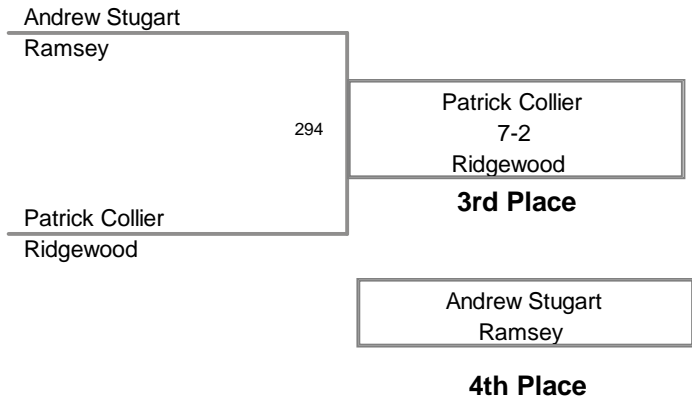 Andrew Stugart
Ramsey
294
Patrick Collier
7-2
Ridgewood
3rd Place
Patrick Collier
Ridgewood
Andrew Stugart
Ramsey
4th Place